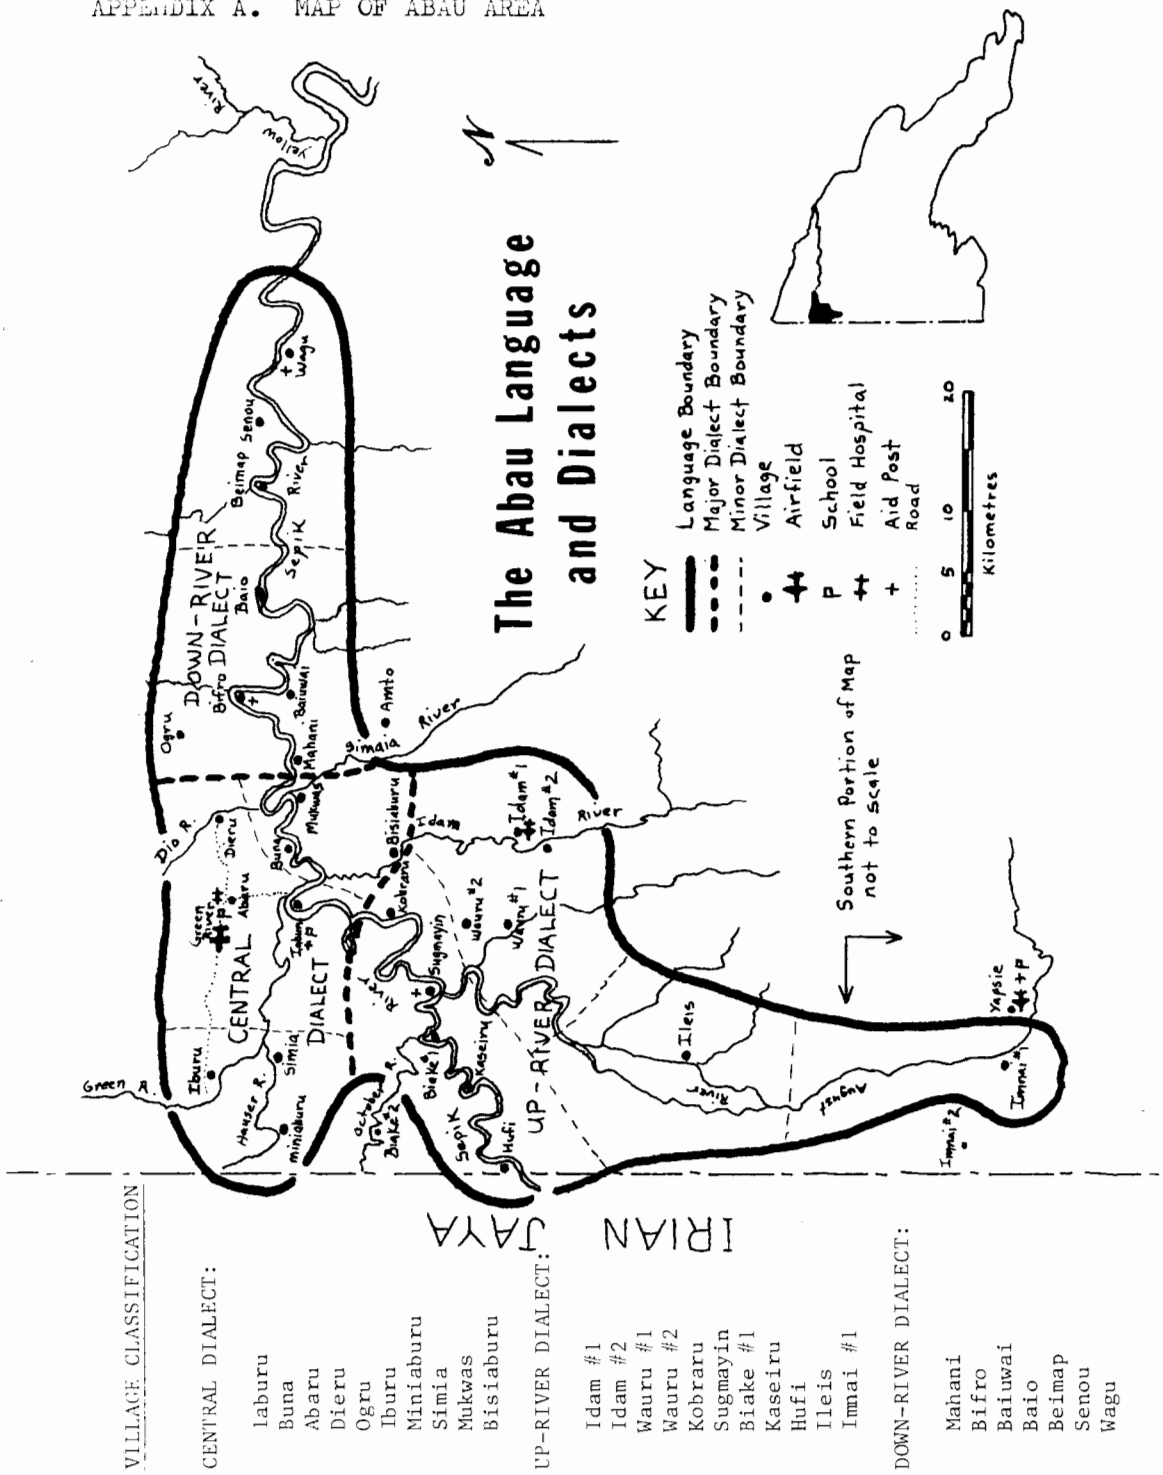 APPENDIX A. MAP OF ABAU AREA
The Abau Language
and Dialects
N
KEY
Language Boundary
Major Dialect Boundary
Minor Dialect Boundary
Village
Airfield
P School
Field Hospital
+ Aid Post
Road
0 5 10 20
Kilometres
Southern Portion of Map
not to scale
Yellow
River
Wagu
Senou
Beimap
Sepik River
DOWN-RIVER
DIALECT
Baio
Bifro
Baiuwai
Ogru
Mahani
Simaia
River
Amto
Dio R.
Dieru
Mukwas
Buna
Bisiaburu
Idam
River
Idam #1
Idam #2
Green
River
P
Abaru
P
CENTRAL
DIALECT
Kobraru
Wauru #2
Wauru #1
Sugmayin
UP-RIVER DIALECT
Iburu
Green R.
Simia
Hauser R.
Miniaburu
October
R.
Biake #2
Biake 1
Kaseiru
Sepik
Hufi
Ileis
River
August
Yapsie
P
Imnai #1
Imnai #2
IRIAN JAYA
VILLAGE CLASSIFICATION
CENTRAL DIALECT:
Iaburu
Buna
Abaru
Dieru
Ogru
Iburu
Miniaburu
Simia
Mukwas
Bisiaburu
UP-RIVER DIALECT:
Idam #1
Idam #2
Wauru #1
Wauru #2
Kobraru
Sugmayin
Biake #1
Kaseiru
Hufi
Ileis
Imnai #1
DOWN-RIVER DIALECT:
Mahani
Bifro
Baiuwai
Baio
Beimap
Senou
Wagu